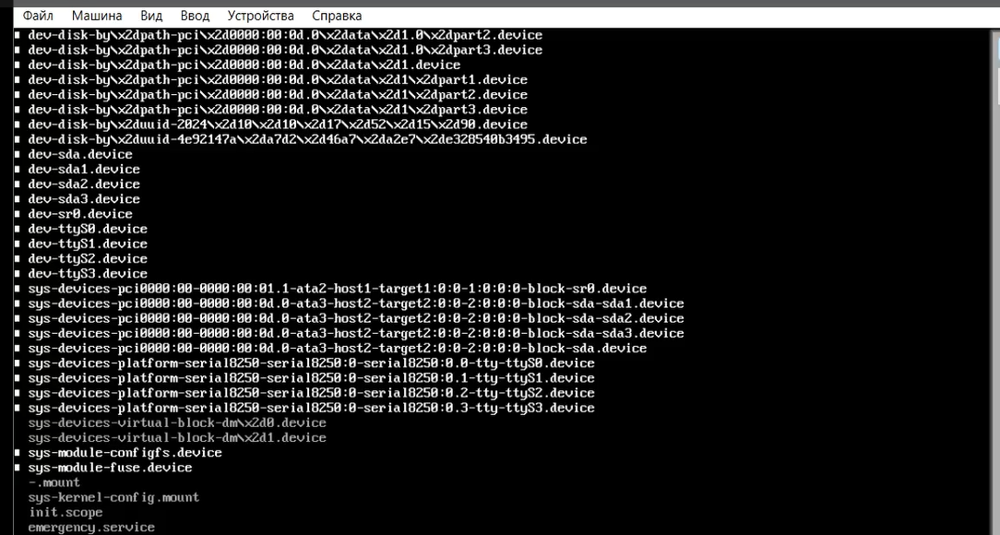 Файл Машина Вид Ввод Устройства Справка
dev-disk-by\x2dpath-pci\x2d0000:00:0d.0\x2data\x2d1.0\x2dpart2.device
dev-disk-by\x2dpath-pci\x2d0000:00:0d.0\x2data\x2d1.0\x2dpart3.device
dev-disk-by\x2dpath-pci\x2d0000:00:0d.0\x2data\x2d1.device
dev-disk-by\x2dpath-pci\x2d0000:00:0d.0\x2data\x2d1\x2dpart1.device
dev-disk-by\x2dpath-pci\x2d0000:00:0d.0\x2data\x2d1\x2dpart2.device
dev-disk-by\x2dpath-pci\x2d0000:00:0d.0\x2data\x2d1\x2dpart3.device
dev-disk-by\x2duuid-2024\x2d10\x2d10\x2d17\x2d52\x2d15\x2d90.device
dev-disk-by\x2duuid-4e92147a\x2da7d2\x2d46a7\x2da2e7\x2de328540b3495.device
dev-sda.device
dev-sda1.device
dev-sda2.device
dev-sda3.device
dev-sr0.device
dev-ttyS0.device
dev-ttyS1.device
dev-ttyS2.device
dev-ttyS3.device
sys-devices-pci0000:00-0000:00:01.1-ata2-host1-target1:0:0-1:0:0:0-block-sr0.device
sys-devices-pci0000:00-0000:00:0d.0-ata3-host2-target2:0:0-2:0:0:0-block-sda-sda1.device
sys-devices-pci0000:00-0000:00:0d.0-ata3-host2-target2:0:0-2:0:0:0-block-sda-sda2.device
sys-devices-pci0000:00-0000:00:0d.0-ata3-host2-target2:0:0-2:0:0:0-block-sda-sda3.device
sys-devices-pci0000:00-0000:00:0d.0-ata3-host2-target2:0:0-2:0:0:0-block-sda.device
sys-devices-platform-serial8250-serial8250:0-serial8250:0.0-tty-ttyS0.device
sys-devices-platform-serial8250-serial8250:0-serial8250:0.1-tty-ttyS1.device
sys-devices-platform-serial8250-serial8250:0-serial8250:0.2-tty-ttyS2.device
sys-devices-platform-serial8250-serial8250:0-serial8250:0.3-tty-ttyS3.device
sys-devices-virtual-block-dm\x2d0.device
sys-devices-virtual-block-dm\x2d1.device
sys-module-configfs.device
sys-module-fuse.device
-.mount
sys-kernel-config.mount
init.scope
emergency.service